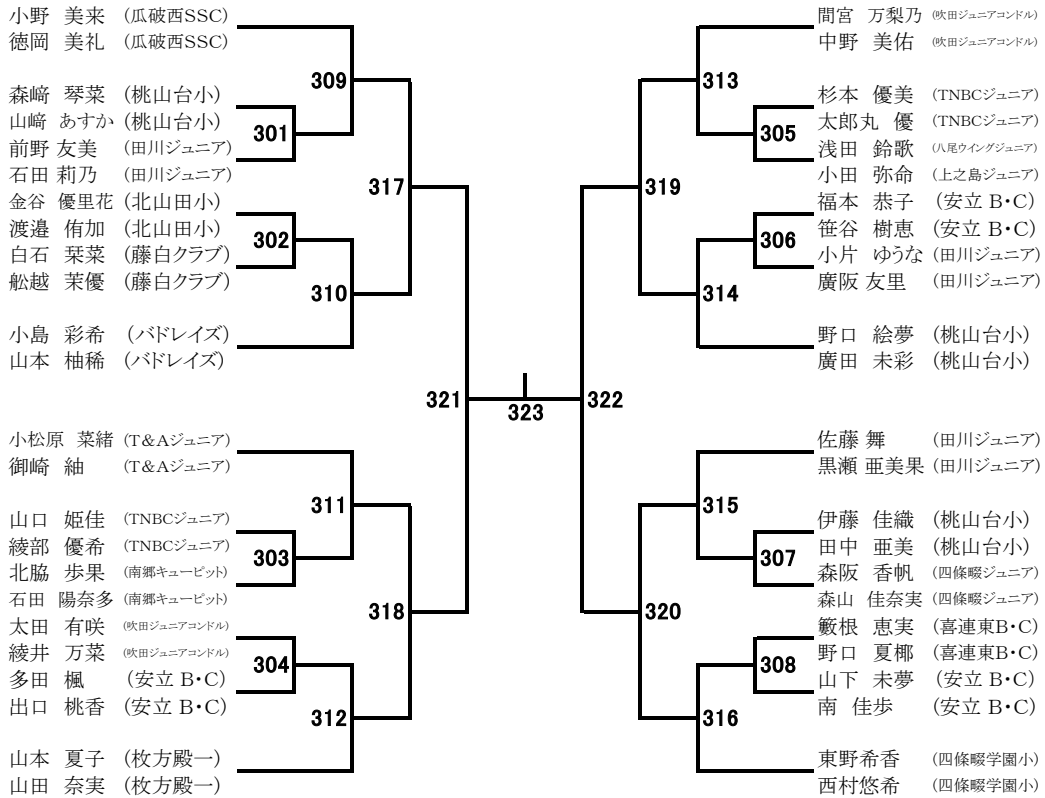 小野 美来 (瓜破西SSC)
徳岡 美礼 (瓜破西SSC)
309
森﨑 琴菜 (桃山台小)
山﨑 あすか (桃山台小)
301
前野 友美 (田川ジュニア)
石田 莉乃 (田川ジュニア)
317
金谷 優里花 (北山田小)
渡邉 侑加 (北山田小)
302
白石 栞菜 (藤白クラブ)
舩越 茉優 (藤白クラブ)
310
小島 彩希 (バドレイズ)
山本 柚稀 (バドレイズ)
321
小松原 菜緒 (T&Aジュニア)
御崎 紬 (T&Aジュニア)
311
山口 姫佳 (TNBCジュニア)
綾部 優希 (TNBCジュニア)
303
北脇 歩果 (南郷キューピット)
石田 陽奈多 (南郷キューピット)
318
太田 有咲 (吹田ジュニアコンドル)
綾井 万菜 (吹田ジュニアコンドル)
304
多田 楓 (安立 B・C)
出口 桃香 (安立 B・C)
312
山本 夏子 (枚方殿一)
山田 奈実 (枚方殿一)
323
間宮 万梨乃 (吹田ジュニアコンドル)
中野 美佑 (吹田ジュニアコンドル)
313
杉本 優美 (TNBCジュニア)
太郎丸 優 (TNBCジュニア)
305
浅田 鈴歌 (八尾ウイングジュニア)
小田 弥命 (上之島ジュニア)
319
福本 恭子 (安立 B・C)
笹谷 樹恵 (安立 B・C)
306
小片 ゆうな (田川ジュニア)
廣阪 友里 (田川ジュニア)
314
野口 絵夢 (桃山台小)
廣田 未彩 (桃山台小)
322
佐藤 舞 (田川ジュニア)
黒瀬 亜美果 (田川ジュニア)
315
伊藤 佳織 (桃山台小)
田中 亜美 (桃山台小)
307
森阪 香帆 (四條畷ジュニア)
森山 佳奈実 (四條畷ジュニア)
320
籔根 恵実 (喜連東B・C)
野口 夏椰 (喜連東B・C)
308
山下 未夢 (安立 B・C)
南 佳歩 (安立 B・C)
316
東野希香 (四條畷学園小)
西村悠希 (四條畷学園小)